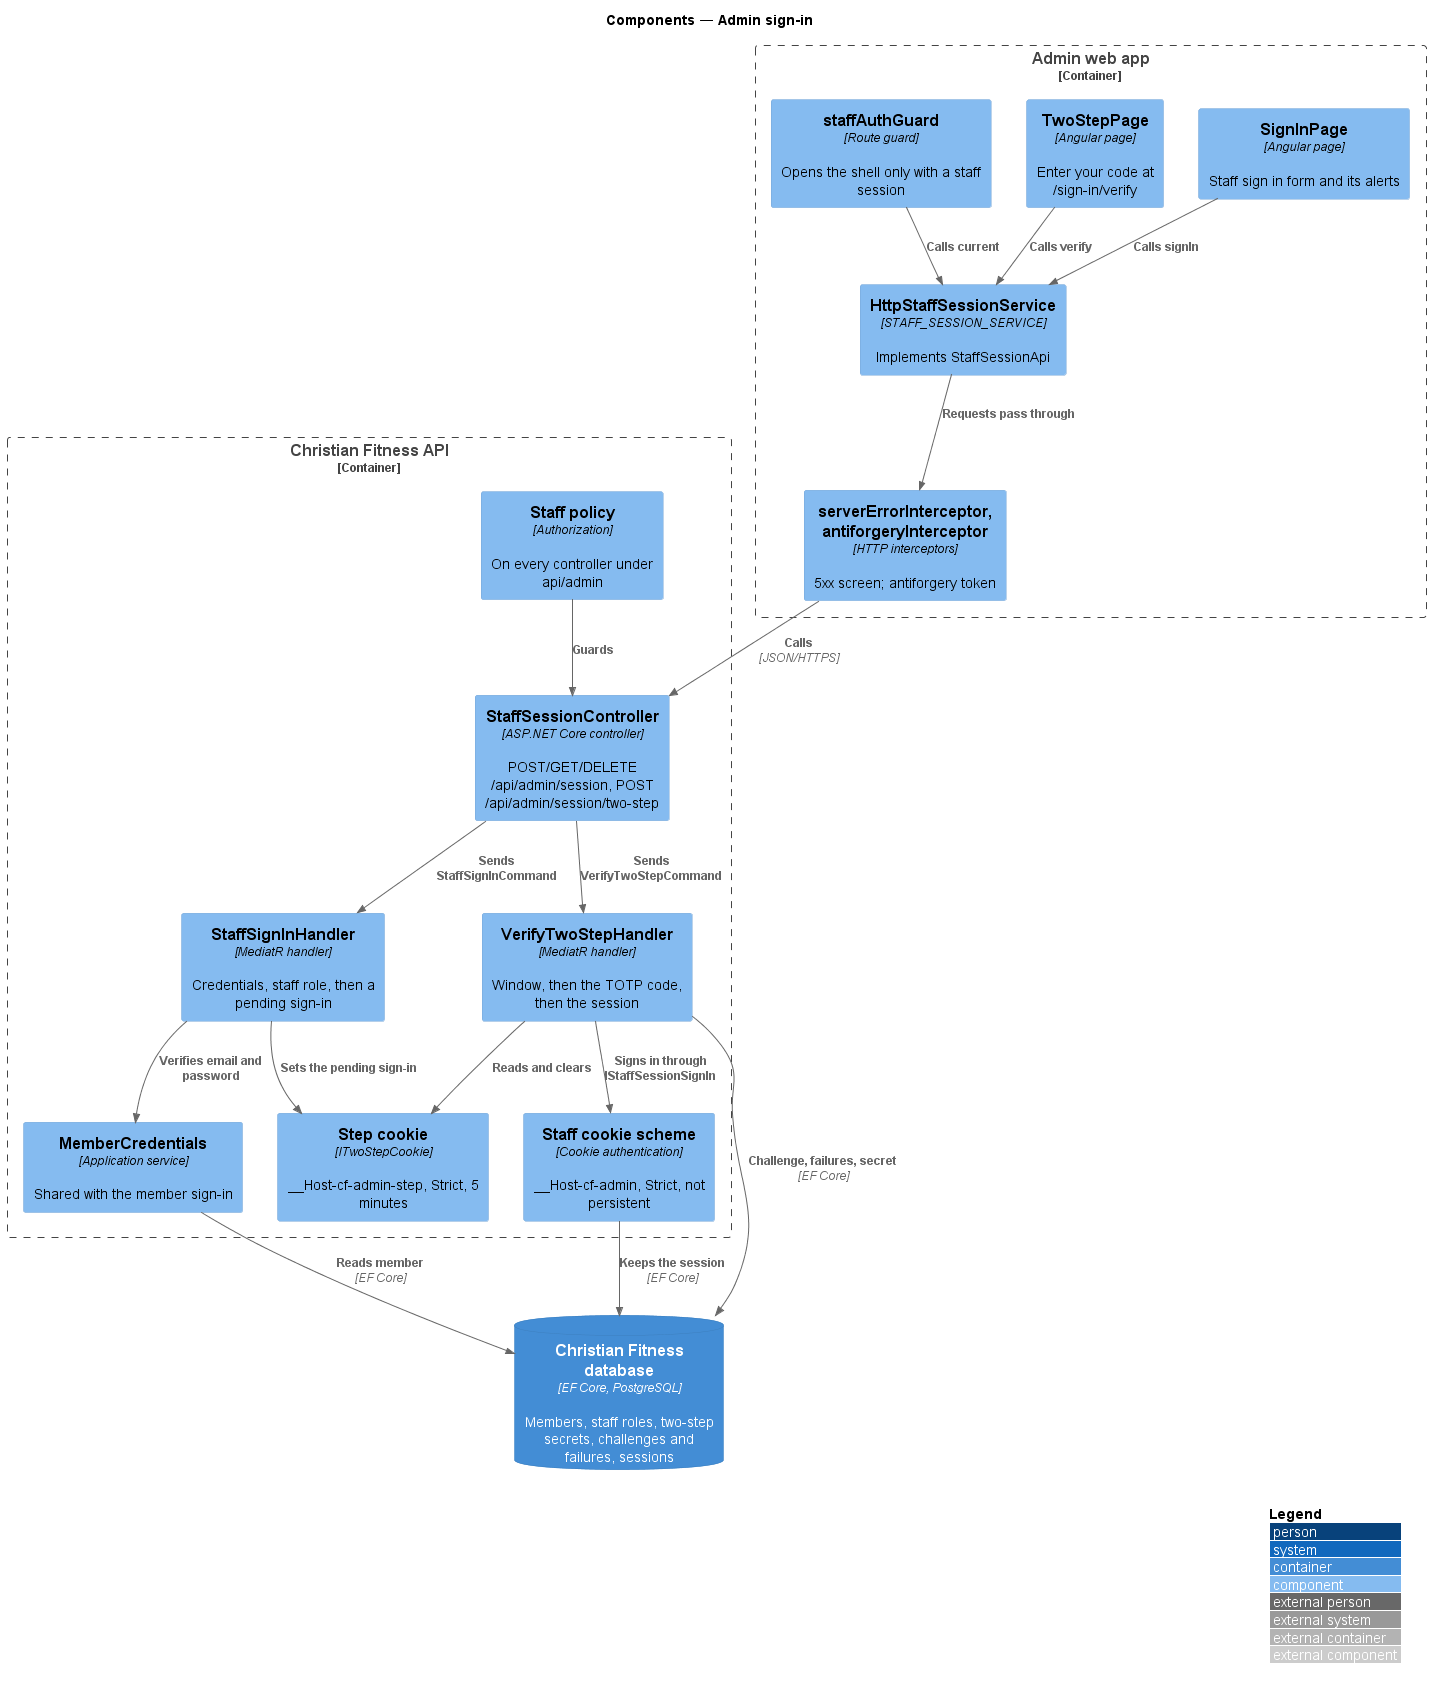 Components — Admin sign-in
Admin web app
[Container]
staffAuthGuard
[Route guard]
Opens the shell only with a staff
session
TwoStepPage
[Angular page]
Enter your code at
/sign-in/verify
SignInPage
[Angular page]
Staff sign in form and its alerts
Calls current
Calls verify
Calls signIn
HttpStaffSessionService
[STAFF_SESSION_SERVICE]
Implements StaffSessionApi
Requests pass through
serverErrorInterceptor,
antiforgeryInterceptor
[HTTP interceptors]
5xx screen; antiforgery token
Christian Fitness API
[Container]
Staff policy
[Authorization]
On every controller under
api/admin
Guards
Calls
[JSON/HTTPS]
StaffSessionController
[ASP.NET Core controller]
POST/GET/DELETE
/api/admin/session, POST
/api/admin/session/two-step
Sends
StaffSignInCommand
Sends
VerifyTwoStepCommand
StaffSignInHandler
[MediatR handler]
Credentials, staff role, then a
pending sign-in
VerifyTwoStepHandler
[MediatR handler]
Window, then the TOTP code,
then the session
Verifies email and
password
Sets the pending sign-in
Reads and clears
Signs in through
IStaffSessionSignIn
MemberCredentials
[Application service]
Shared with the member sign-in
Step cookie
[ITwoStepCookie]
__Host-cf-admin-step, Strict, 5
minutes
Staff cookie scheme
[Cookie authentication]
__Host-cf-admin, Strict, not
persistent
Challenge, failures, secret
[EF Core]
Reads member
[EF Core]
Keeps the session
[EF Core]
Christian Fitness
database
[EF Core, PostgreSQL]
Members, staff roles, two-step
secrets, challenges and
failures, sessions
Legend
person
system
container
component
external person
external system
external container
external component